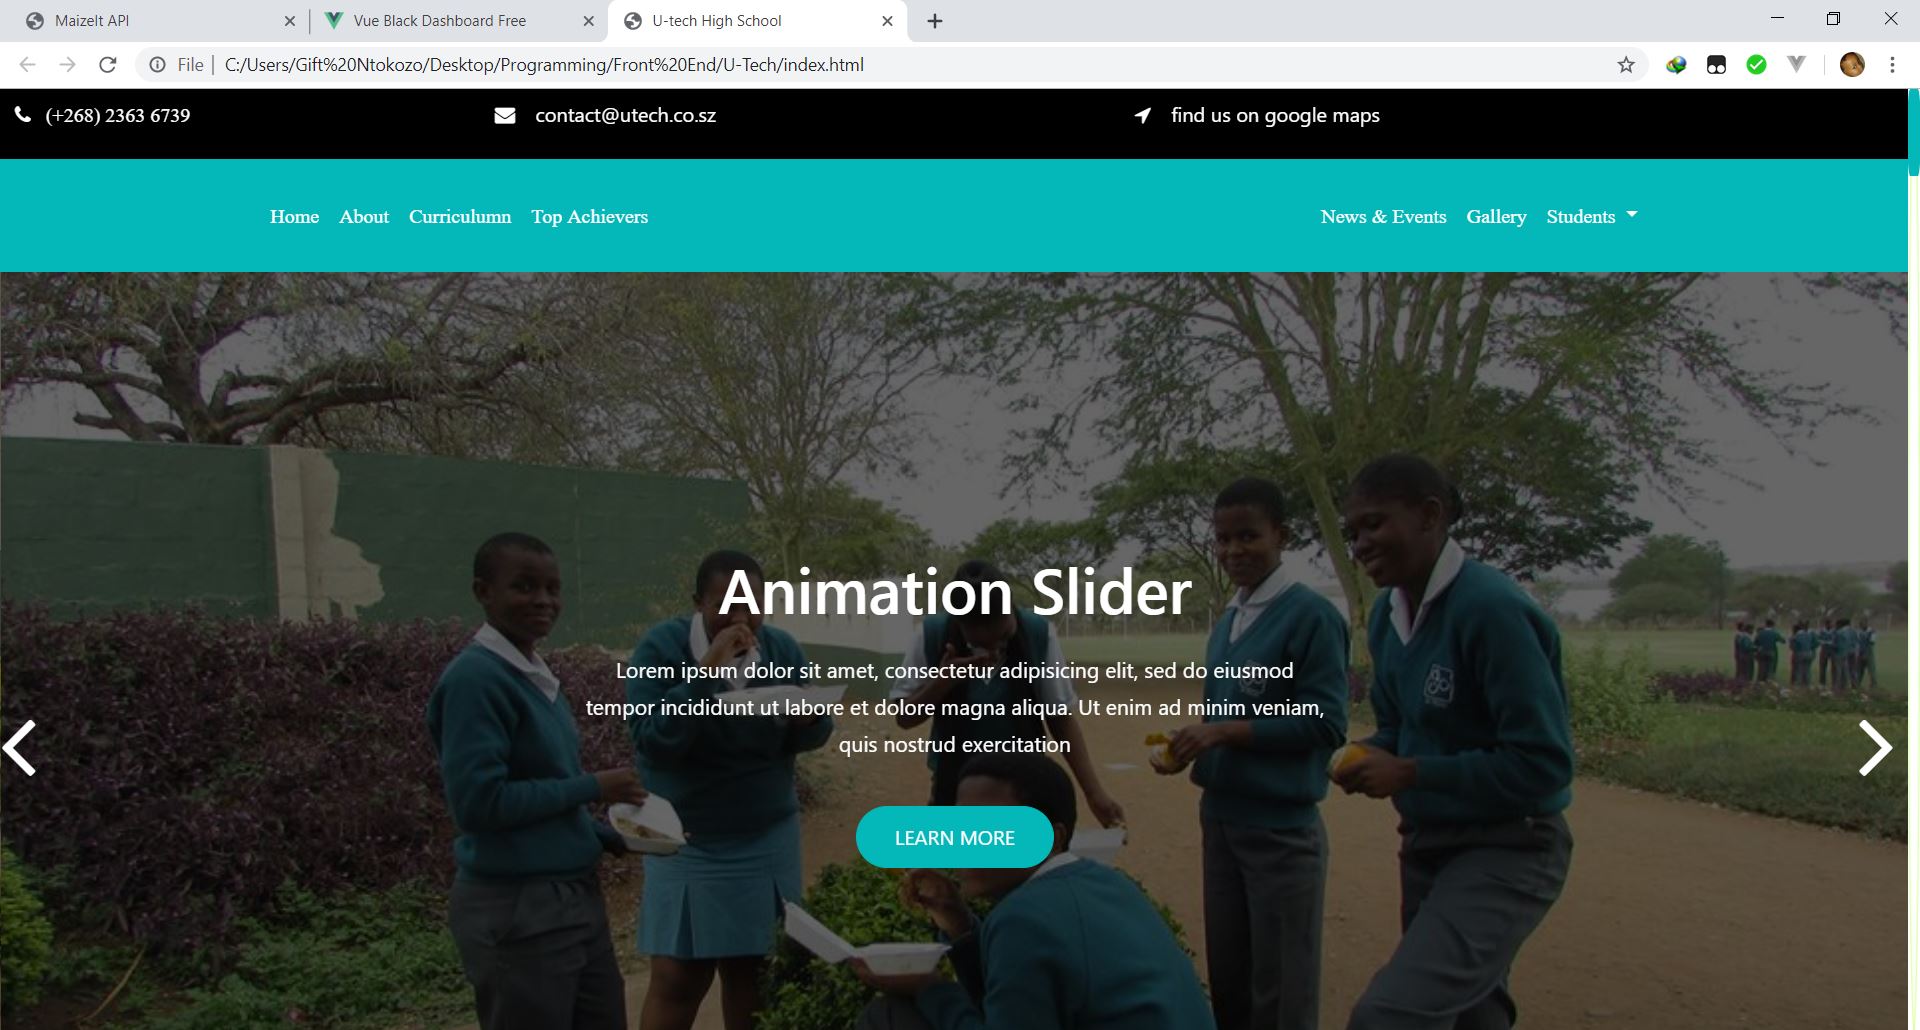 MaizeIt API
Vue Black Dashboard Free
U-tech High School
File | C:/Users/Gift%20Ntokozo/Desktop/Programming/Front%20End/U-Tech/index.html
(+268) 2363 6739
contact@utech.co.sz
find us on google maps
Home About Curriculumn Top Achievers
News & Events Gallery Students
Animation Slider
Lorem ipsum dolor sit amet, consectetur adipisicing elit, sed do eiusmod
tempor incididunt ut labore et dolore magna aliqua. Ut enim ad minim veniam,
quis nostrud exercitation
LEARN MORE